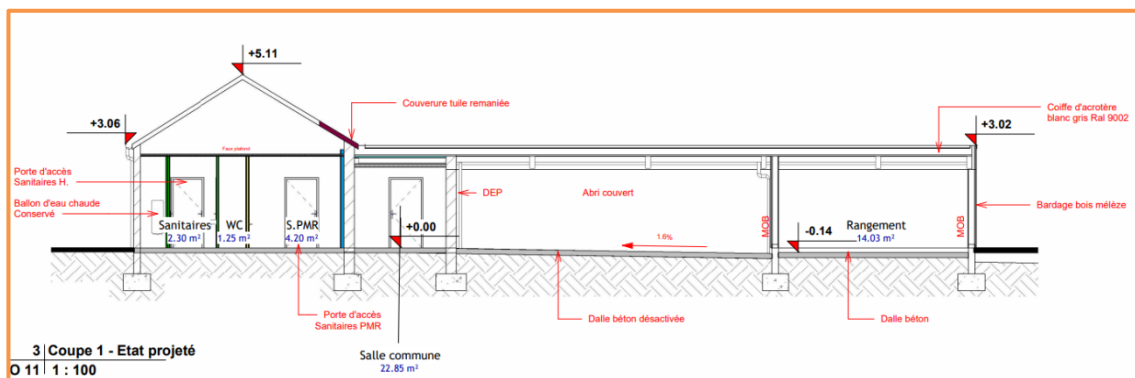 +5.11
Couverure tuile remaniée
Coiffe d'acrotère
blanc gris Ral 9002
+3.06
+3.02
Faux plafond
Porte d'accès
Sanitaires H.
DEP
Abri couvert
Ballon d'eau chaude
Conservé
Bardage bois mélèze
MOB
MOB
Sanitaires
2.30 m²
WC
1.25 m²
S.PMR
4.20 m²
+0.00
1.6%
-0.14
Rangement
14.03 m²
Porte d'accès
Sanitaires PMR
Dalle béton désactivée
Dalle béton
3 Coupe 1 - Etat projeté
O 11 1 : 100
Salle commune
22.85 m²